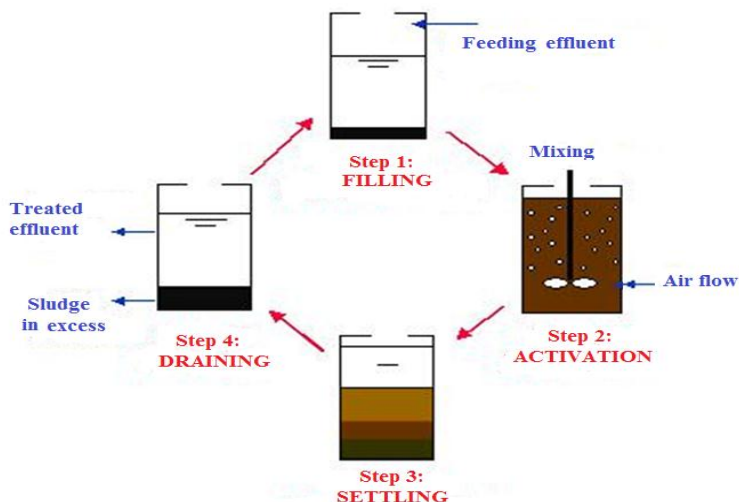 Feeding effluent
Step 1:
FILLING
Mixing
Air flow
Step 2:
ACTIVATION
Step 3:
SETTLING
Treated
effluent
Sludge
in excess
Step 4:
DRAINING